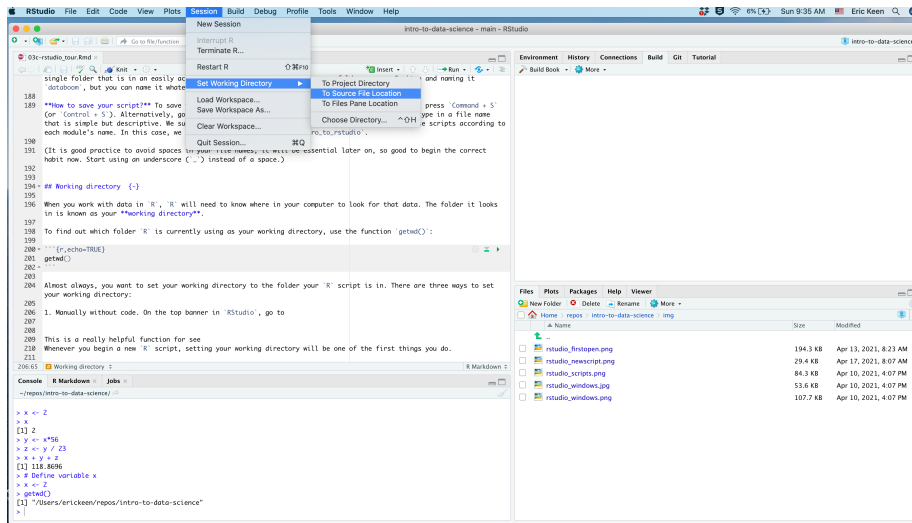 RStudio File Edit Code View Plots Session Build Debug Profile Tools Window Help 6% Sun 9:35 AM Eric Keen
intro-to-data-science - main - RStudio
Go to file/function
intro-to-data-science
New Session
Interrupt R
Terminate R...
Restart R ⇧⌘F10
Set Working Directory ▶
Load Workspace...
Save Workspace As...
Clear Workspace...
Quit Session... ⌘Q
To Project Directory
To Source File Location
To Files Pane Location
Choose Directory... ^⇧H
03c-rstudio_tour.Rmd ×
Knit Insert Run
single folder that is in an easily ac and naming it
`databoom`, but you can name it whate
188
189 **How to save your script?** To save press `Command + S`
(or `Control + S`). Alternatively, go ype in a file name
that is simple but descriptive. We su e scripts according to
each module's name. In this case, we ro_to_rstudio`.
190
191 (It is good practice to avoid spaces in your file names, it will be essential later on, so good to begin the correct
habit now. Start using an underscore (`_`) instead of a space.)
192
193
194 ## Working directory {-}
195
196 When you work with data in `R`, `R` will need to know where in your computer to look for that data. The folder it looks
in is known as your **working directory**.
197
198 To find out which folder `R` is currently using as your working directory, use the function `getwd()`:
199
200 ```{r,echo=TRUE}
201 getwd()
202 ```
203
204 Almost always, you want to set your working directory to the folder your `R` script is in. There are three ways to set
your working directory:
205
206 1. Manually without code. On the top banner in `RStudio`, go to
207
208
209 This is a really helpful function for see
210 Whenever you begin a new `R` script, setting your working directory will be one of the first things you do.
211
206:65 Working directory R Markdown
Console R Markdown × Jobs ×
~/repos/intro-to-data-science/
> x <- 2
> x
[1] 2
> y <- x*56
> z <- y / 23
> x + y + z
[1] 118.8696
> # Define variable x
> x <- 2
> getwd()
[1] "/Users/erickeen/repos/intro-to-data-science"
>
Environment History Connections Build Git Tutorial
Build Book More
Files Plots Packages Help Viewer
New Folder Delete Rename More
Home repos intro-to-data-science img
Name Size Modified
..
rstudio_firstopen.png 194.3 KB Apr 13, 2021, 8:23 AM
rstudio_newscript.png 29.4 KB Apr 17, 2021, 8:07 AM
rstudio_scripts.png 84.3 KB Apr 10, 2021, 4:07 PM
rstudio_windows.jpg 53.6 KB Apr 10, 2021, 4:07 PM
rstudio_windows.png 107.7 KB Apr 10, 2021, 4:07 PM